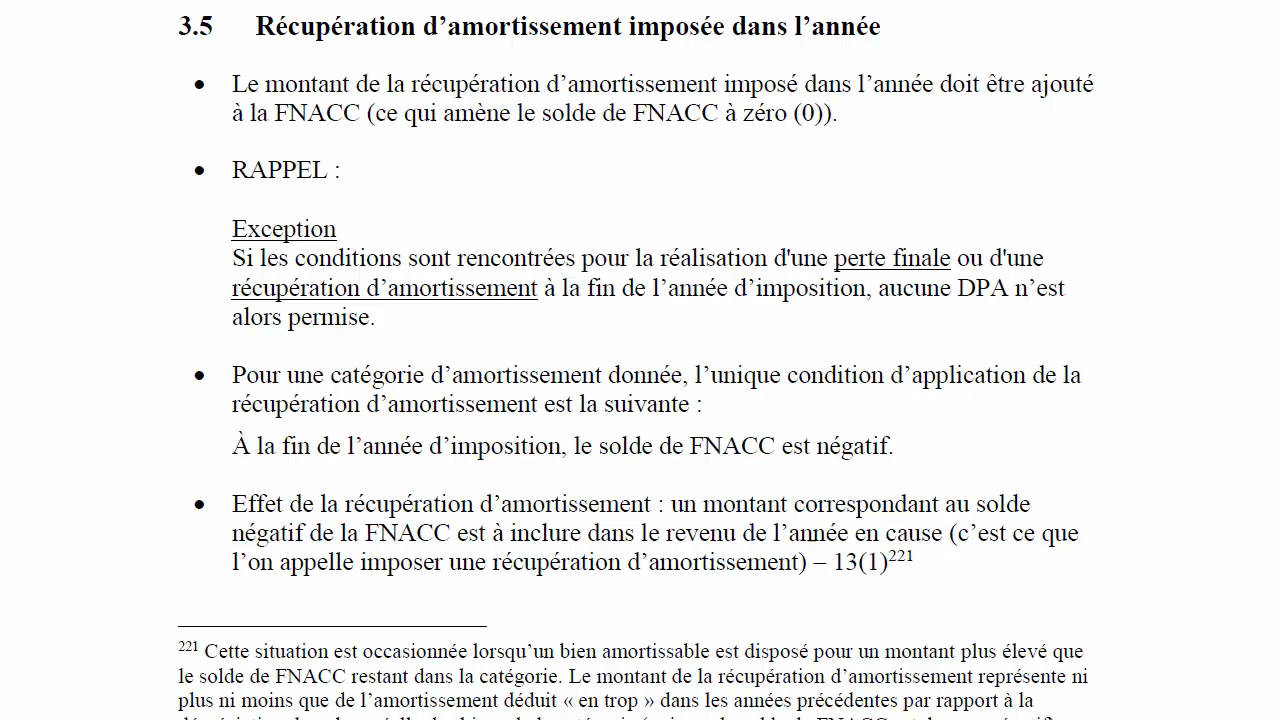 3.5 Récupération d’amortissement imposée dans l’année
• Le montant de la récupération d’amortissement imposé dans l’année doit être ajouté
à la FNACC (ce qui amène le solde de FNACC à zéro (0)).
• RAPPEL :
Exception
Si les conditions sont rencontrées pour la réalisation d'une perte finale ou d'une
récupération d’amortissement à la fin de l’année d’imposition, aucune DPA n’est
alors permise.
• Pour une catégorie d’amortissement donnée, l’unique condition d’application de la
récupération d’amortissement est la suivante :
À la fin de l’année d’imposition, le solde de FNACC est négatif.
• Effet de la récupération d’amortissement : un montant correspondant au solde
négatif de la FNACC est à inclure dans le revenu de l’année en cause (c’est ce que
l’on appelle imposer une récupération d’amortissement) – 13(1)221
221 Cette situation est occasionnée lorsqu’un bien amortissable est disposé pour un montant plus élevé que
le solde de FNACC restant dans la catégorie. Le montant de la récupération d’amortissement représente ni
plus ni moins que de l’amortissement déduit « en trop » dans les années précédentes par rapport à la